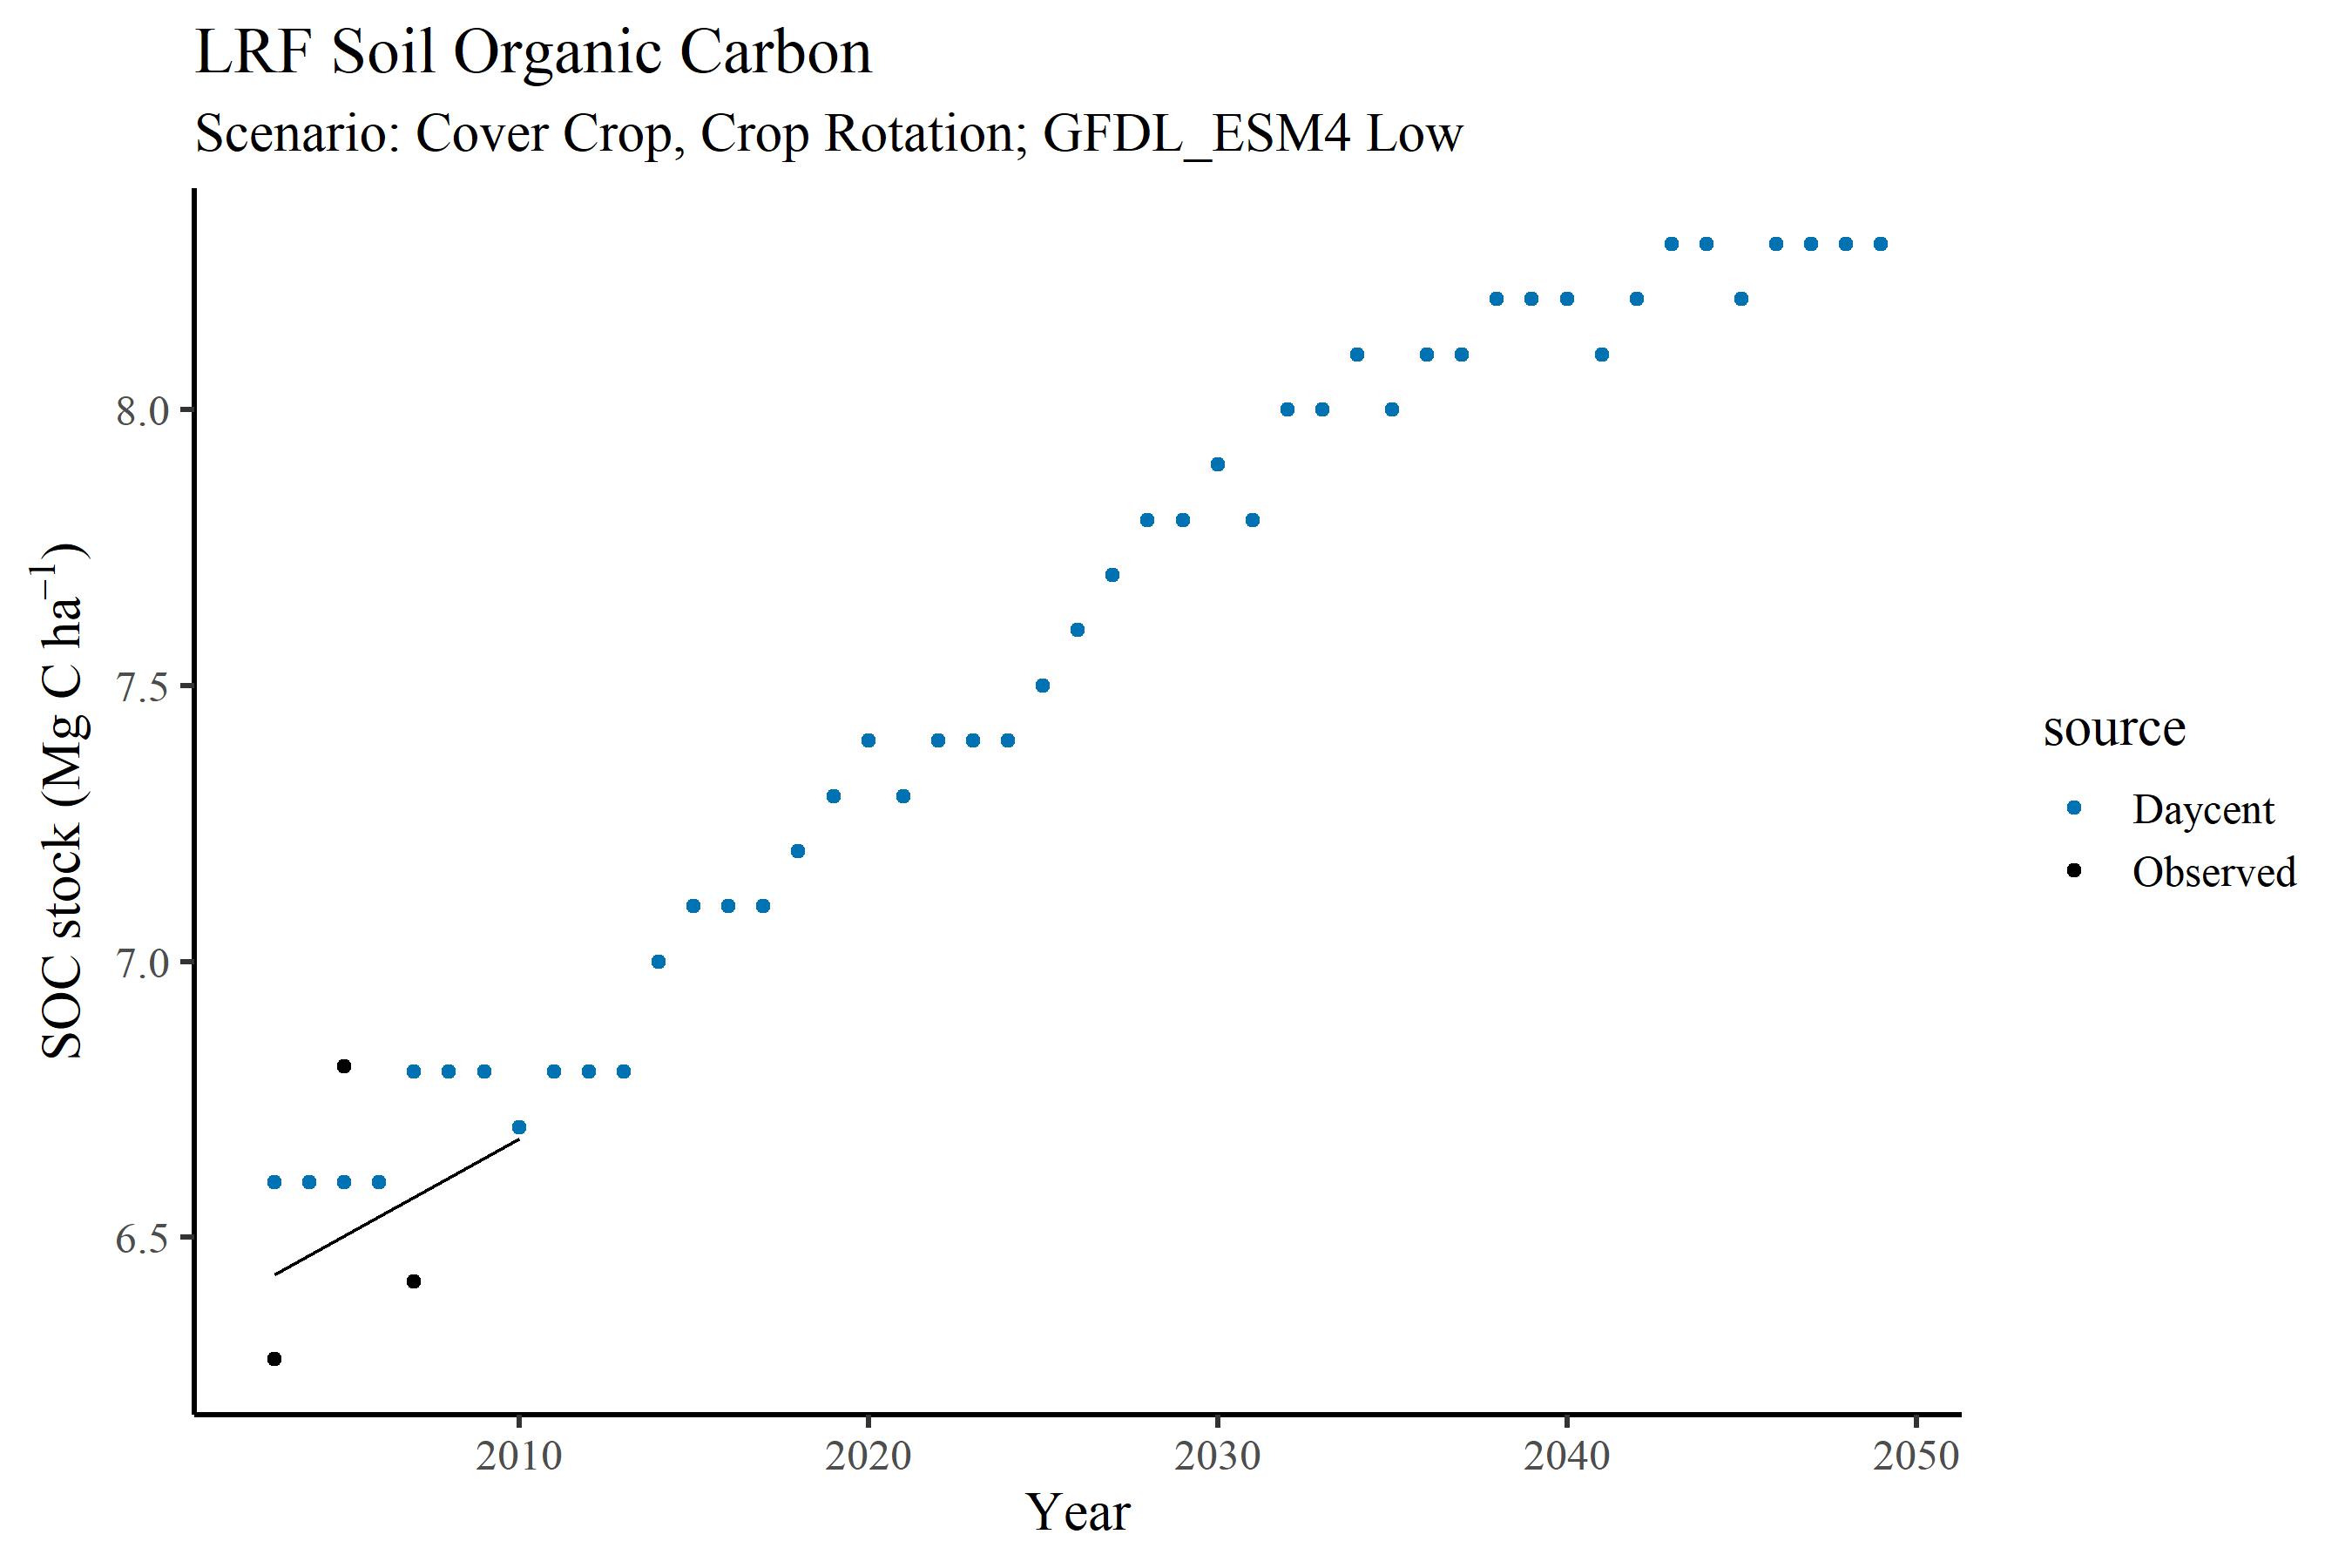 LRF Soil Organic Carbon
Scenario: Cover Crop, Crop Rotation; GFDL_ESM4 Low
SOC stock (Mg C ha⁻¹)
8.0
7.5
7.0
6.5
2010
2020
2030
2040
2050
Year
source
Daycent
Observed